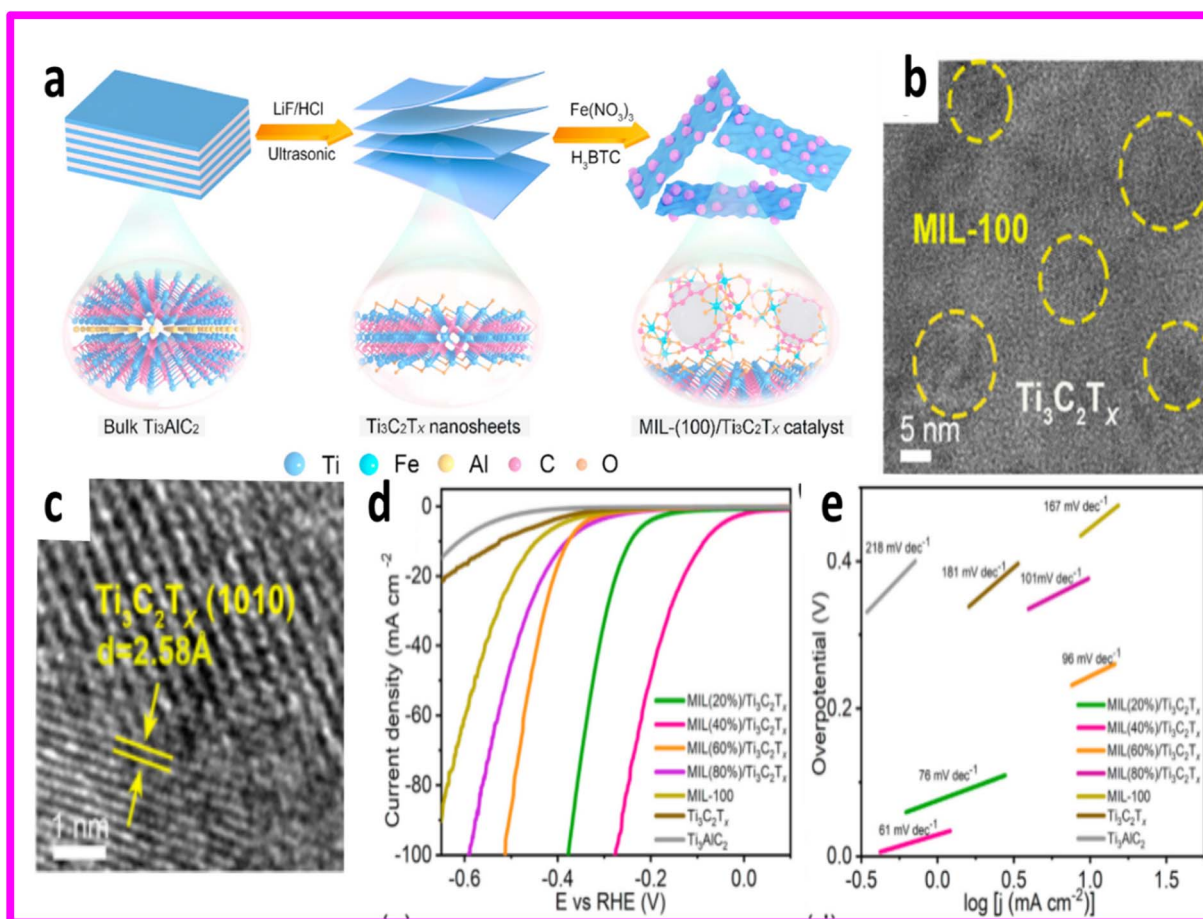 a
LiF/HCl
Ultrasonic
Fe(NO₃)₃
H₃BTC
Bulk Ti₃AlC₂
Ti₃C₂Tₓ nanosheets
MIL-(100)/Ti₃C₂Tₓ catalyst
Ti Fe Al C O
b
MIL-100
Ti₃C₂Tₓ
5 nm
c
Ti₃C₂Tₓ (1010)
d=2.58Å
1 nm
d
Current density (mA cm⁻²)
0
-20
-40
-60
-80
-100
MIL(20%)/Ti₃C₂Tₓ
MIL(40%)/Ti₃C₂Tₓ
MIL(60%)/Ti₃C₂Tₓ
MIL(80%)/Ti₃C₂Tₓ
MIL-100
Ti₃C₂Tₓ
Ti₃AlC₂
-0.6 -0.4 -0.2 0.0
E vs RHE (V)
e
Overpotential (V)
0.4
0.2
0.0
167 mV dec⁻¹
218 mV dec⁻¹
181 mV dec⁻¹
101mV dec⁻¹
96 mV dec⁻¹
76 mV dec⁻¹
61 mV dec⁻¹
MIL(20%)/Ti₃C₂Tₓ
MIL(40%)/Ti₃C₂Tₓ
MIL(60%)/Ti₃C₂Tₓ
MIL(80%)/Ti₃C₂Tₓ
MIL-100
Ti₃C₂Tₓ
Ti₃AlC₂
-0.5 0.0 0.5 1.0 1.5
log [j (mA cm⁻²)]